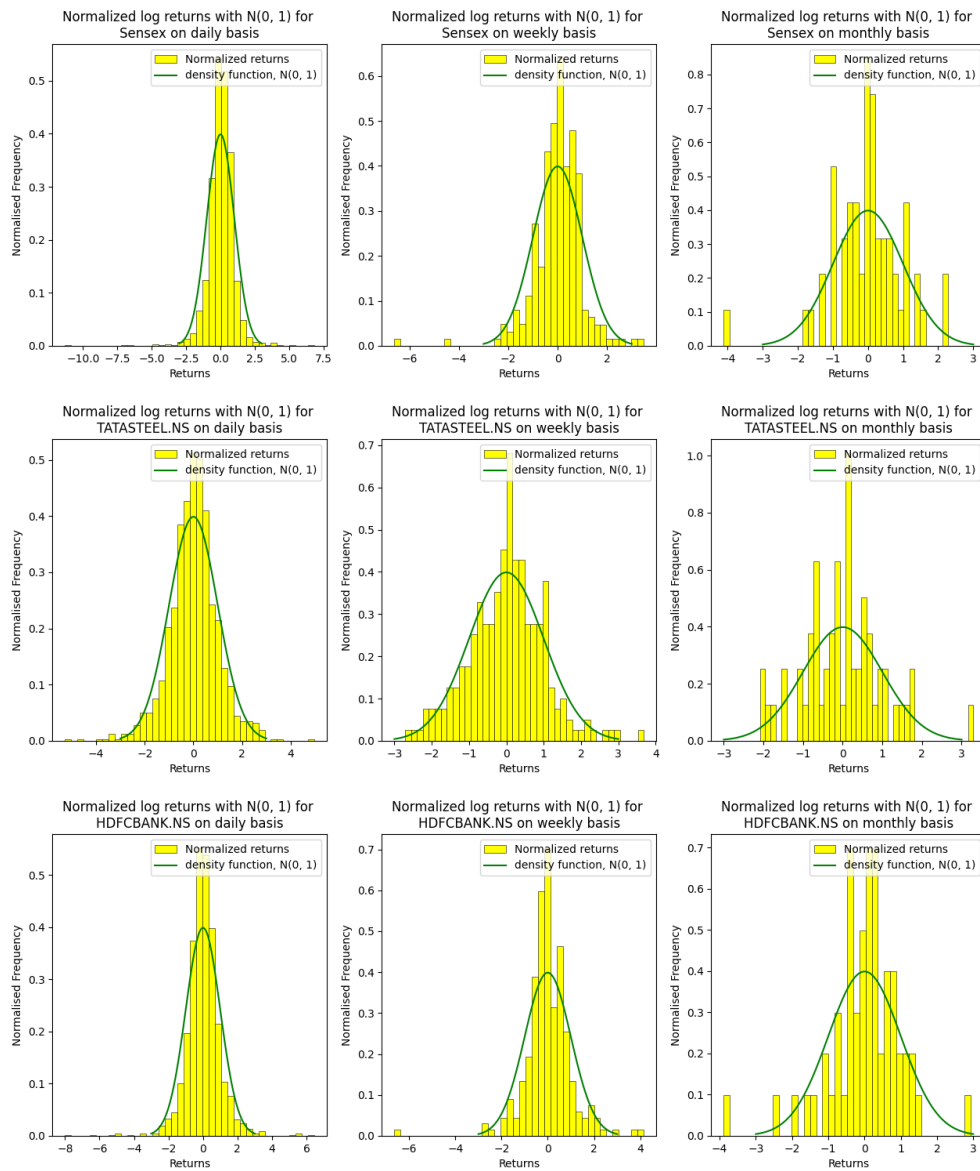 Normalized log returns with N(0, 1) for
Sensex on daily basis
Normalized returns
density function, N(0, 1)
Normalised Frequency
0.5
0.4
0.3
0.2
0.1
0.0
−10.0 −7.5 −5.0 −2.5 0.0 2.5 5.0 7.5
Returns
Normalized log returns with N(0, 1) for
Sensex on weekly basis
Normalized returns
density function, N(0, 1)
Normalised Frequency
0.6
0.5
0.4
0.3
0.2
0.1
0.0
−6 −4 −2 0 2
Returns
Normalized log returns with N(0, 1) for
Sensex on monthly basis
Normalized returns
density function, N(0, 1)
Normalised Frequency
0.8
0.7
0.6
0.5
0.4
0.3
0.2
0.1
0.0
−4 −3 −2 −1 0 1 2 3
Returns
Normalized log returns with N(0, 1) for
TATASTEEL.NS on daily basis
Normalized returns
density function, N(0, 1)
Normalised Frequency
0.5
0.4
0.3
0.2
0.1
0.0
−4 −2 0 2 4
Returns
Normalized log returns with N(0, 1) for
TATASTEEL.NS on weekly basis
Normalized returns
density function, N(0, 1)
Normalised Frequency
0.7
0.6
0.5
0.4
0.3
0.2
0.1
0.0
−3 −2 −1 0 1 2 3 4
Returns
Normalized log returns with N(0, 1) for
TATASTEEL.NS on monthly basis
Normalized returns
density function, N(0, 1)
Normalised Frequency
1.0
0.8
0.6
0.4
0.2
0.0
−3 −2 −1 0 1 2 3
Returns
Normalized log returns with N(0, 1) for
HDFCBANK.NS on daily basis
Normalized returns
density function, N(0, 1)
Normalised Frequency
0.5
0.4
0.3
0.2
0.1
0.0
−8 −6 −4 −2 0 2 4 6
Returns
Normalized log returns with N(0, 1) for
HDFCBANK.NS on weekly basis
Normalized returns
density function, N(0, 1)
Normalised Frequency
0.7
0.6
0.5
0.4
0.3
0.2
0.1
0.0
−6 −4 −2 0 2 4
Returns
Normalized log returns with N(0, 1) for
HDFCBANK.NS on monthly basis
Normalized returns
density function, N(0, 1)
Normalised Frequency
0.7
0.6
0.5
0.4
0.3
0.2
0.1
0.0
−4 −3 −2 −1 0 1 2 3
Returns